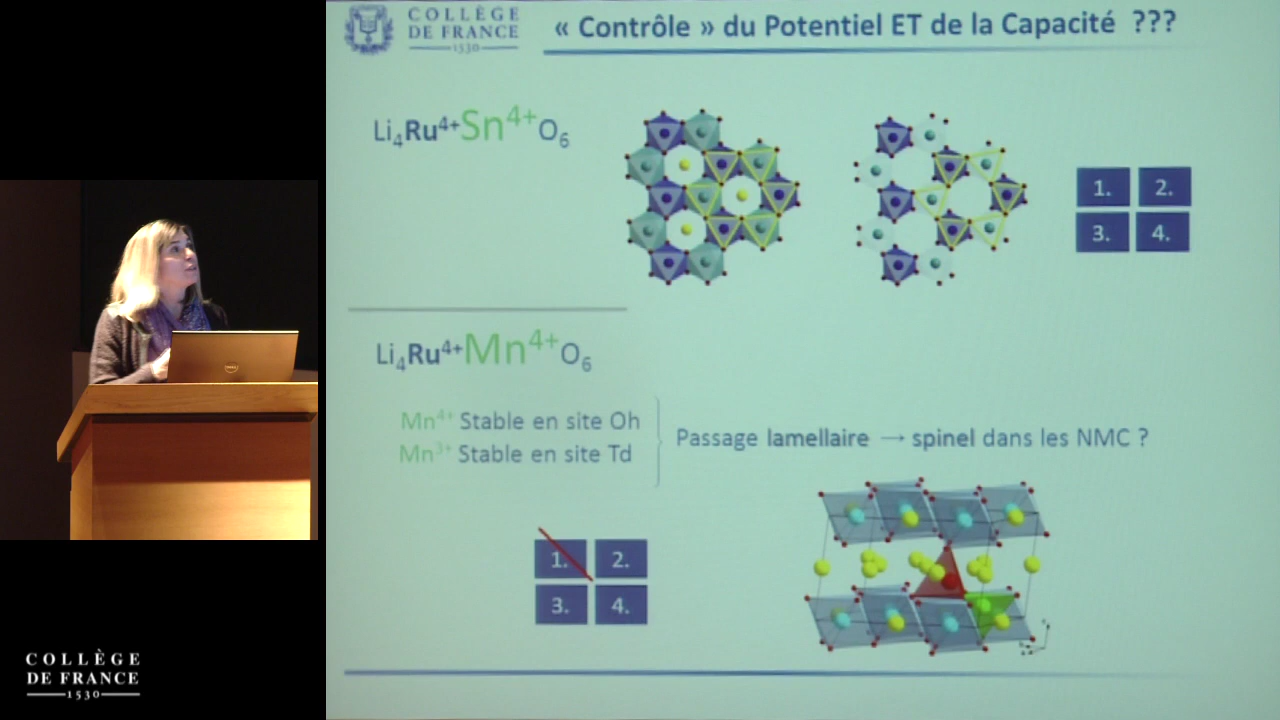 COLLÈGE
DE FRANCE
1530
« Contrôle » du Potentiel ET de la Capacité ???
Li₄Ru⁴⁺Sn⁴⁺O₆
1. 2.
3. 4.
Li₄Ru⁴⁺Mn⁴⁺O₆
Mn⁴⁺ Stable en site Oh
Mn³⁺ Stable en site Td
Passage lamellaire → spinel dans les NMC ?
1. 2.
3. 4.
DELL
COLLÈGE
DE FRANCE
1530